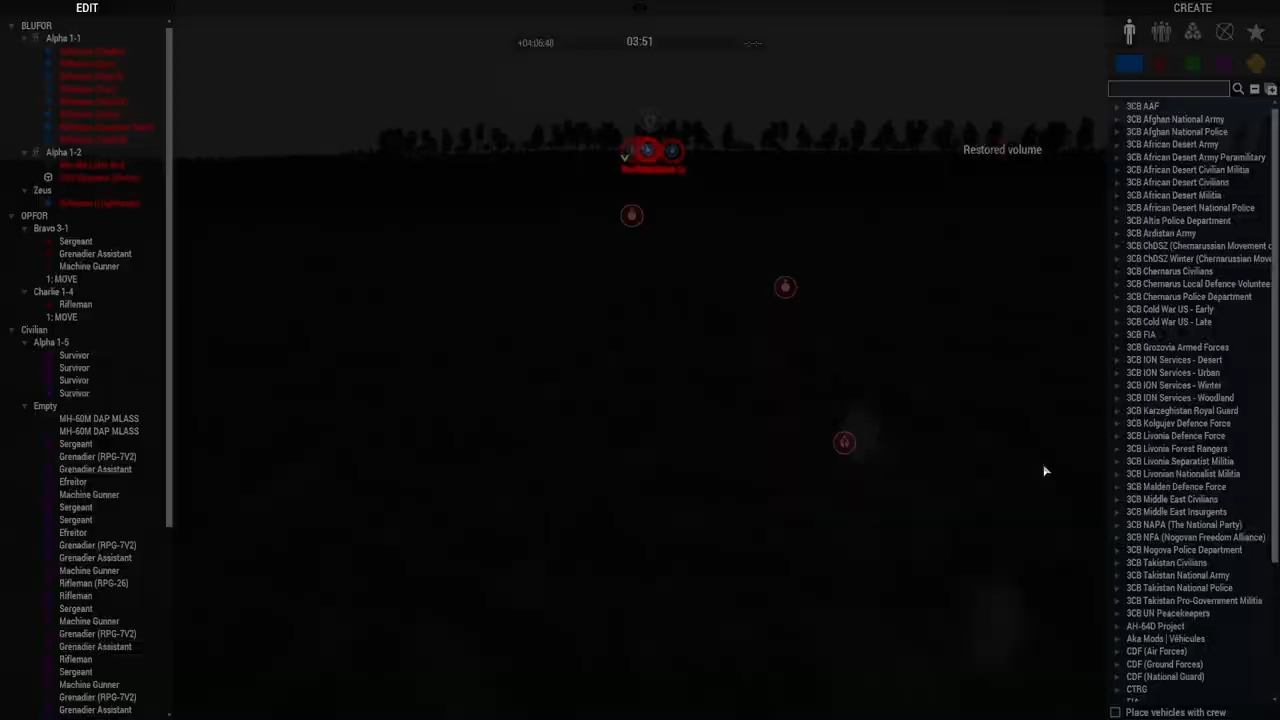 EDIT
BLUFOR
Alpha 1-1
Alpha 1-2
Zeus
OPFOR
Bravo 3-1
Sergeant
Grenadier Assistant
Machine Gunner
1: MOVE
Charlie 1-4
Rifleman
1: MOVE
Civilian
Alpha 1-5
Survivor
Survivor
Survivor
Survivor
Empty
MH-60M DAP MLASS
MH-60M DAP MLASS
Sergeant
Grenadier (RPG-7V2)
Grenadier Assistant
Efreitor
Machine Gunner
Sergeant
Sergeant
Efreitor
Grenadier (RPG-7V2)
Grenadier Assistant
Machine Gunner
Rifleman (RPG-26)
Rifleman
Sergeant
Machine Gunner
Grenadier (RPG-7V2)
Grenadier Assistant
Rifleman
Sergeant
Machine Gunner
Grenadier (RPG-7V2)
Grenadier Assistant
+04:06:48
03:51
--:--
Restored volume
CREATE
3CB AAF
3CB Afghan National Army
3CB Afghan National Police
3CB African Desert Army
3CB African Desert Army Paramilitary
3CB African Desert Civilian Militia
3CB African Desert Civilians
3CB African Desert Militia
3CB African Desert National Police
3CB Altis Police Department
3CB Ardistan Army
3CB ChDSZ (Chernarussian Movement o
3CB ChDSZ Winter (Chernarussian Move
3CB Chernarus Civilians
3CB Chernarus Local Defence Voluntee
3CB Chernarus Police Department
3CB Cold War US - Early
3CB Cold War US - Late
3CB FIA
3CB Grozovia Armed Forces
3CB ION Services - Desert
3CB ION Services - Urban
3CB ION Services - Winter
3CB ION Services - Woodland
3CB Karzeghistan Royal Guard
3CB Kolgujev Defence Force
3CB Livonia Defence Force
3CB Livonia Forest Rangers
3CB Livonia Separatist Militia
3CB Livonian Nationalist Militia
3CB Malden Defence Force
3CB Middle East Civilians
3CB Middle East Insurgents
3CB NAPA (The National Party)
3CB NFA (Nogovan Freedom Alliance)
3CB Nogova Police Department
3CB Takistan Civilians
3CB Takistan National Army
3CB Takistan National Police
3CB Takistan Pro-Government Militia
3CB UN Peacekeepers
AH-64D Project
Aka Mods | Véhicules
CDF (Air Forces)
CDF (Ground Forces)
CDF (National Guard)
CTRG
Place vehicles with crew